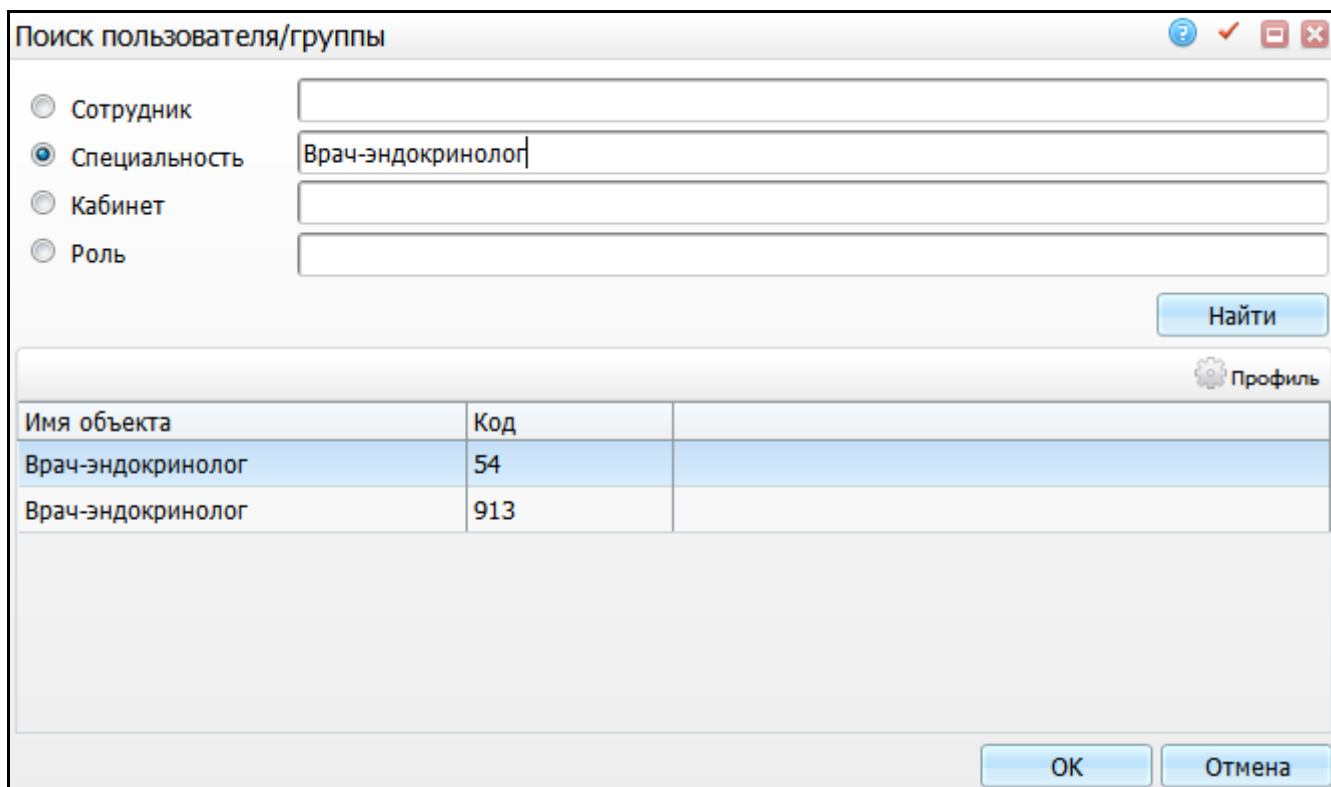 Поиск пользователя/группы
Сотрудник
Специальность Врач-эндокринолог
Кабинет
Роль
Найти
Профиль
Имя объекта Код
Врач-эндокринолог 54
Врач-эндокринолог 913
OK Отмена